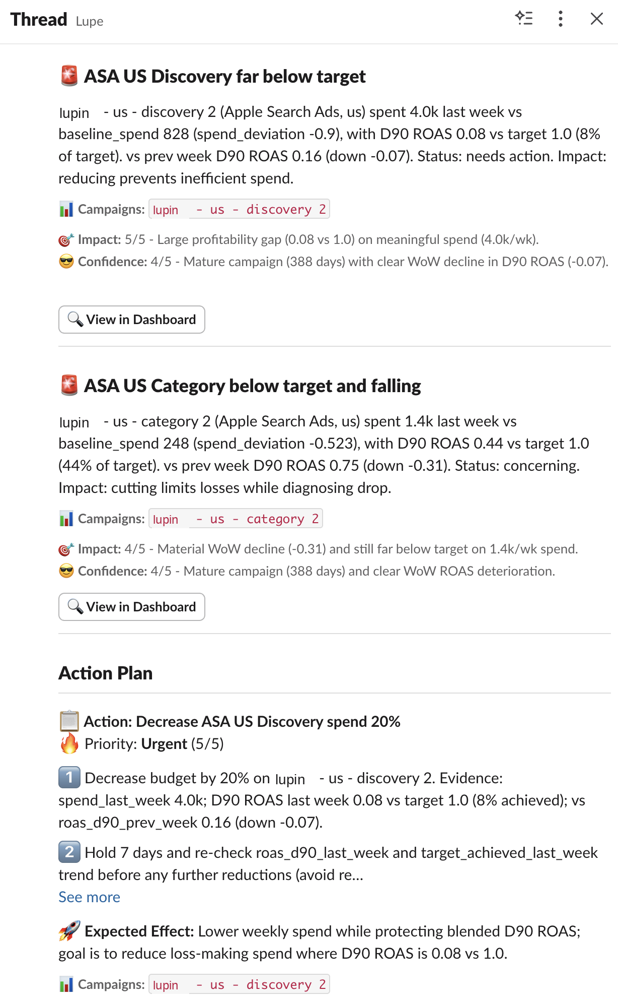 Thread Lupe
ASA US Discovery far below target
lupin - us - discovery 2 (Apple Search Ads, us) spent 4.0k last week vs
baseline_spend 828 (spend_deviation -0.9), with D90 ROAS 0.08 vs target 1.0 (8%
of target). vs prev week D90 ROAS 0.16 (down -0.07). Status: needs action. Impact:
reducing prevents inefficient spend.
Campaigns: lupin - us - discovery 2
Impact: 5/5 - Large profitability gap (0.08 vs 1.0) on meaningful spend (4.0k/wk).
Confidence: 4/5 - Mature campaign (388 days) with clear WoW decline in D90 ROAS (-0.07).
View in Dashboard
ASA US Category below target and falling
lupin - us - category 2 (Apple Search Ads, us) spent 1.4k last week vs
baseline_spend 248 (spend_deviation -0.523), with D90 ROAS 0.44 vs target 1.0
(44% of target). vs prev week D90 ROAS 0.75 (down -0.31). Status: concerning.
Impact: cutting limits losses while diagnosing drop.
Campaigns: lupin - us - category 2
Impact: 4/5 - Material WoW decline (-0.31) and still far below target on 1.4k/wk spend.
Confidence: 4/5 - Mature campaign (388 days) and clear WoW ROAS deterioration.
View in Dashboard
Action Plan
Action: Decrease ASA US Discovery spend 20%
Priority: Urgent (5/5)
1 Decrease budget by 20% on lupin - us - discovery 2. Evidence:
spend_last_week 4.0k; D90 ROAS last week 0.08 vs target 1.0 (8% achieved); vs
roas_d90_prev_week 0.16 (down -0.07).
2 Hold 7 days and re-check roas_d90_last_week and target_achieved_last_week
trend before any further reductions (avoid re...
See more
Expected Effect: Lower weekly spend while protecting blended D90 ROAS;
goal is to reduce loss-making spend where D90 ROAS is 0.08 vs 1.0.
Campaigns: lupin - us - discovery 2